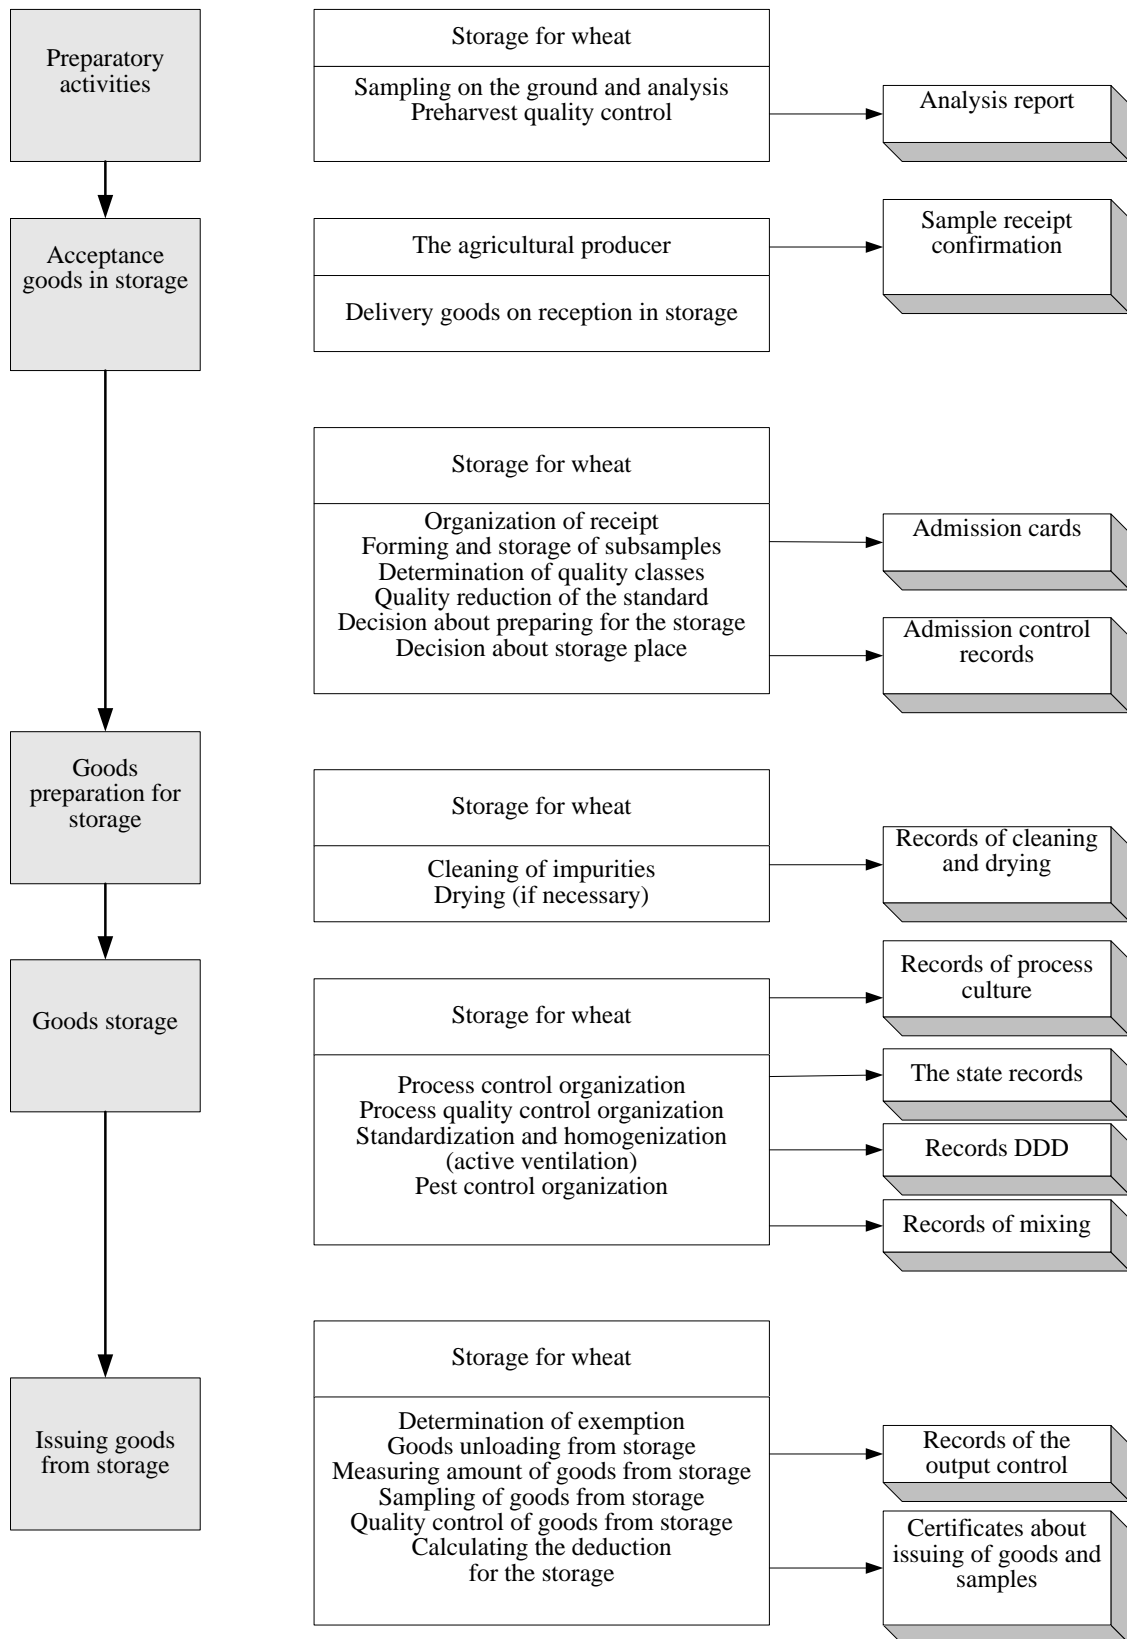 Preparatory
activities
Storage for wheat
Sampling on the ground and analysis
Preharvest quality control
Analysis report
Acceptance
goods in storage
The agricultural producer
Delivery goods on reception in storage
Sample receipt
confirmation
Storage for wheat
Organization of receipt
Forming and storage of subsamples
Determination of quality classes
Quality reduction of the standard
Decision about preparing for the storage
Decision about storage place
Admission cards
Admission control
records
Goods
preparation for
storage
Storage for wheat
Cleaning of impurities
Drying (if necessary)
Records of cleaning
and drying
Goods storage
Storage for wheat
Process control organization
Process quality control organization
Standardization and homogenization
(active ventilation)
Pest control organization
Records of process
culture
The state records
Records DDD
Records of mixing
Issuing goods
from storage
Storage for wheat
Determination of exemption
Goods unloading from storage
Measuring amount of goods from storage
Sampling of goods from storage
Quality control of goods from storage
Calculating the deduction
for the storage
Records of the
output control
Certificates about
issuing of goods and
samples